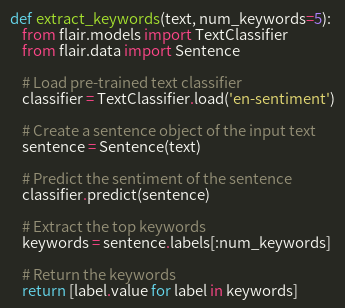 def extract_keywords(text, num_keywords=5):
    from flair.models import TextClassifier
    from flair.data import Sentence

    # Load pre-trained text classifier
    classifier = TextClassifier.load('en-sentiment')

    # Create a sentence object of the input text
    sentence = Sentence(text)

    # Predict the sentiment of the sentence
    classifier.predict(sentence)

    # Extract the top keywords
    keywords = sentence.labels[:num_keywords]

    # Return the keywords
    return [label.value for label in keywords]